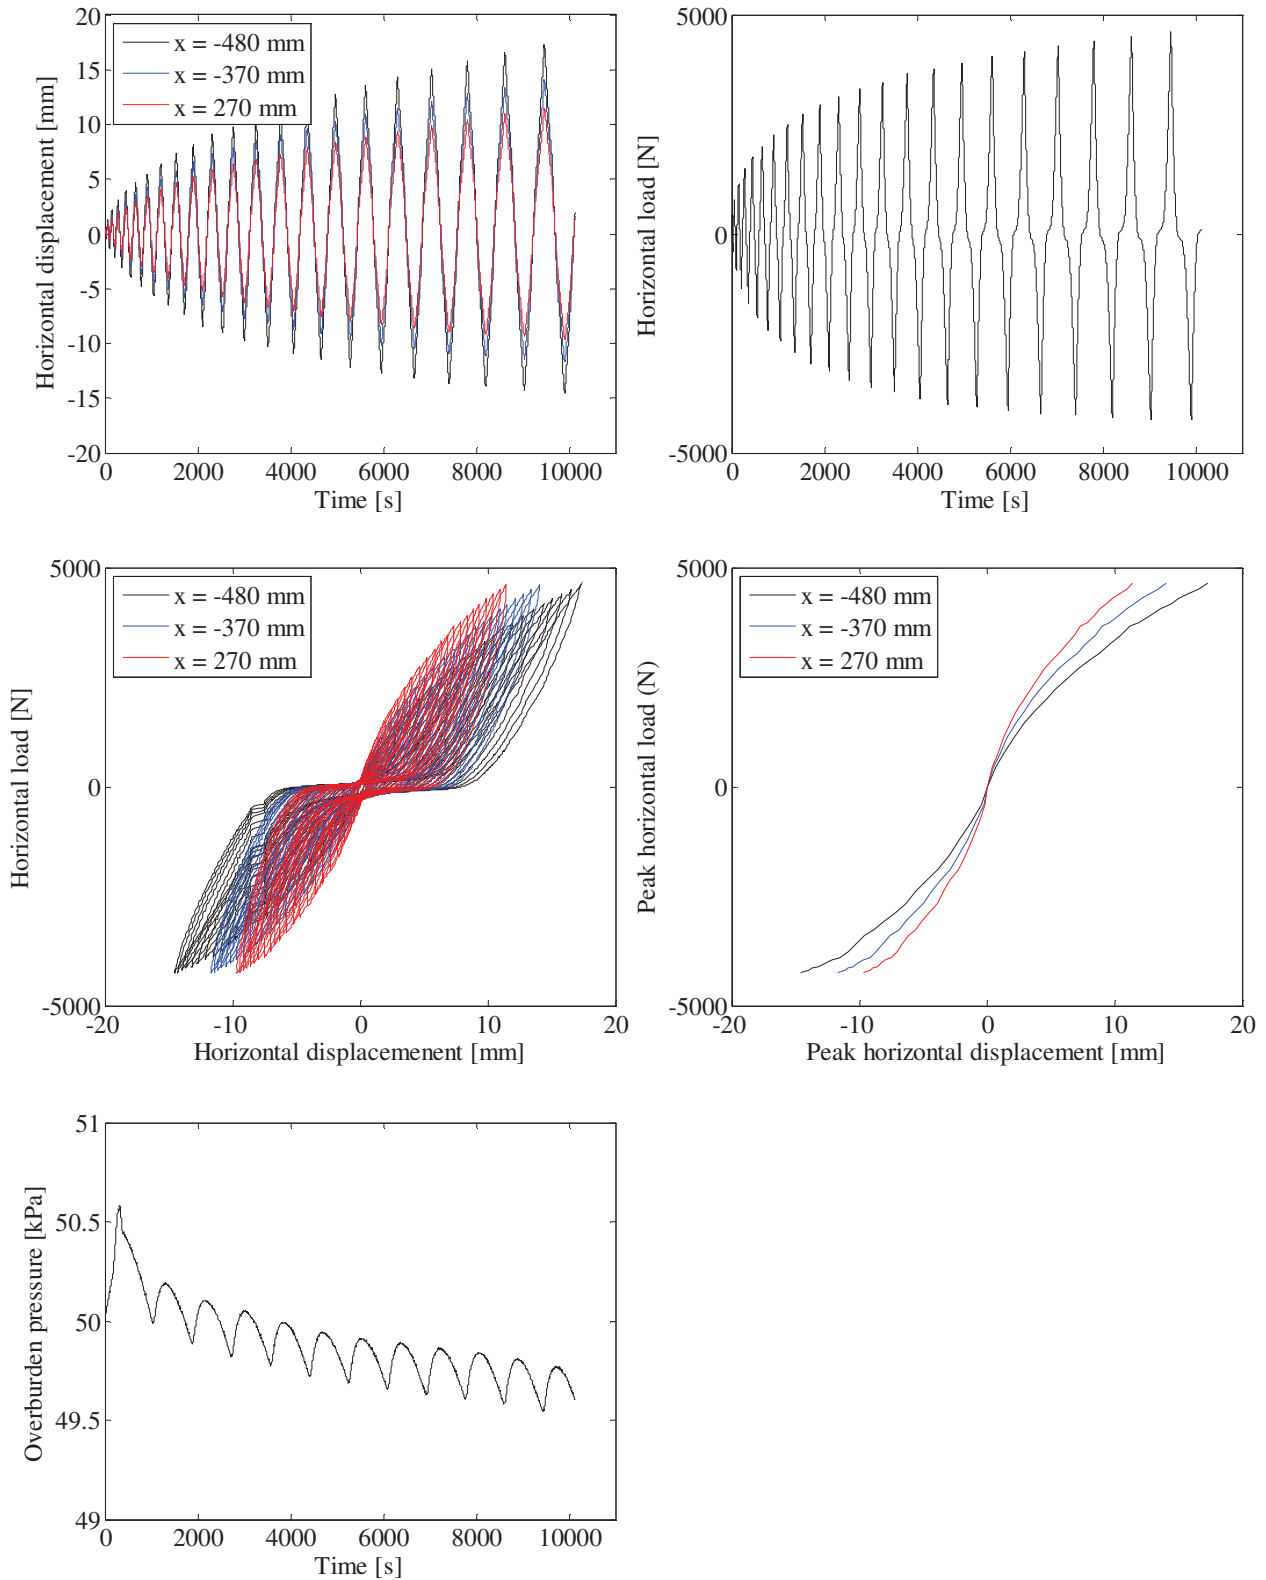 20
15
10
5
0
-5
-10
-15
-20
Horizontal displacement [mm]
x = -480 mm
x = -370 mm
x = 270 mm
0 2000 4000 6000 8000 10000
Time [s]
5000
0
-5000
Horizontal load [N]
0 2000 4000 6000 8000 10000
Time [s]
5000
0
-5000
Horizontal load [N]
x = -480 mm
x = -370 mm
x = 270 mm
-20 -10 0 10 20
Horizontal displacemenent [mm]
5000
0
-5000
Peak horizontal load (N)
x = -480 mm
x = -370 mm
x = 270 mm
-20 -10 0 10 20
Peak horizontal displacement [mm]
51
50.5
50
49.5
49
Overburden pressure [kPa]
0 2000 4000 6000 8000 10000
Time [s]